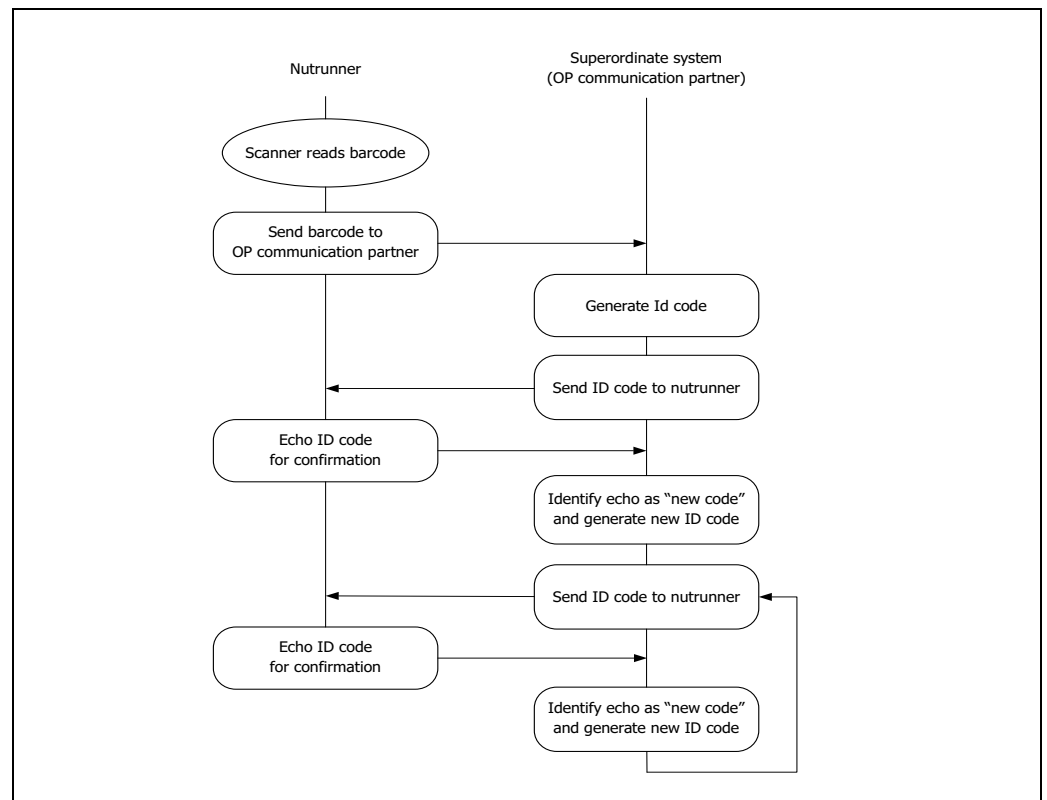 Nutrunner
Superordinate system
(OP communication partner)
Scanner reads barcode
Send barcode to
OP communication partner
Generate Id code
Send ID code to nutrunner
Echo ID code
for confirmation
Identify echo as “new code”
and generate new ID code
Send ID code to nutrunner
Echo ID code
for confirmation
Identify echo as “new code”
and generate new ID code